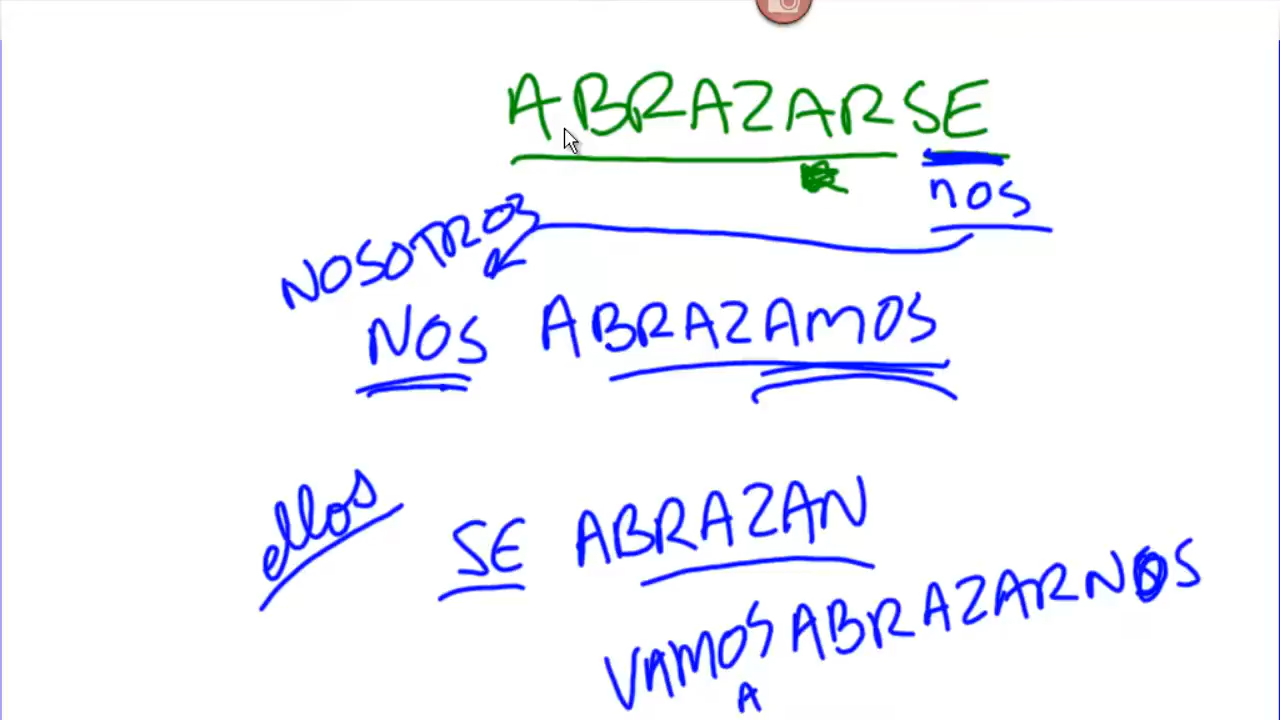 ABRAZARSE
nos
NOSOTROS
NOS ABRAZAMOS
ellos
SE ABRAZAN
VAMOS ABRAZARNOS
A